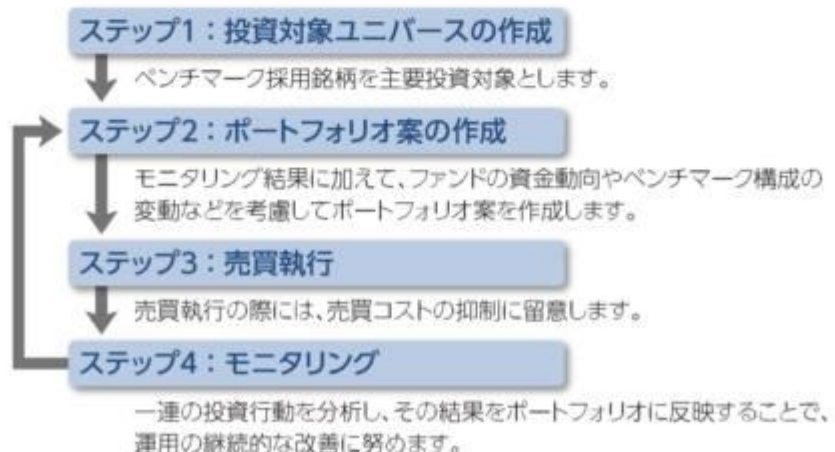 ステップ1：投資対象ユニバースの作成
ベンチマーク採用銘柄を主要投資対象とします。
ステップ2：ポートフォリオ案の作成
モニタリング結果に加えて、ファンドの資金動向やベンチマーク構成の
変動などを考慮してポートフォリオ案を作成します。
ステップ3：売買執行
売買執行の際には、売買コストの抑制に留意します。
ステップ4：モニタリング
一連の投資行動を分析し、その結果をポートフォリオに反映することで、
運用の継続的な改善に努めます。